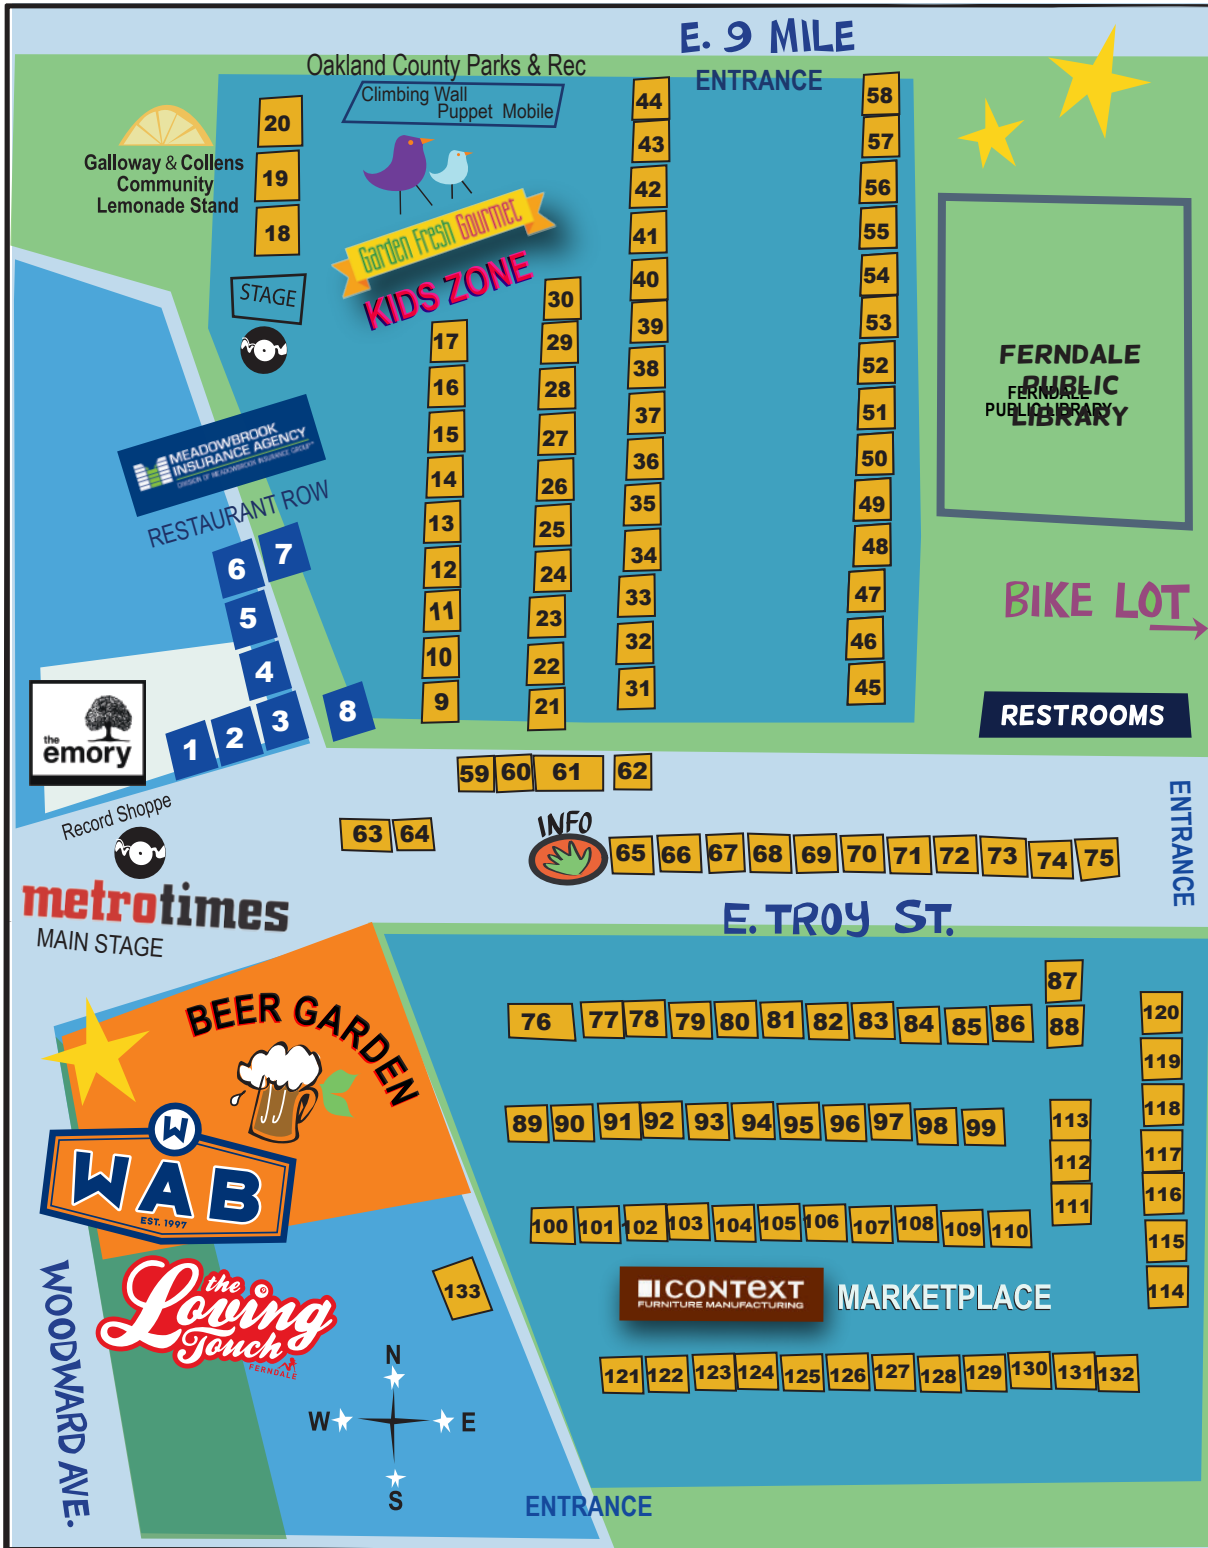 E. 9 MILE
ENTRANCE
Oakland County Parks & Rec
Climbing Wall
Puppet Mobile
Galloway & Collens
Community
Lemonade Stand
20
19
18
STAGE
Garden Fresh Gourmet
KIDS ZONE
44
43
42
41
40
39
38
37
36
35
34
33
32
31
58
57
56
55
54
53
52
51
50
49
48
47
46
45
30
29
28
27
26
25
24
23
22
21
17
16
15
14
13
12
11
10
9
FERNDALE
PUBLIC
LIBRARY
FERNDALE
PUBLIC LIBRARY
BIKE LOT
RESTROOMS
MEADOWBROOK
INSURANCE AGENCY
DIVISION OF MEADOWBROOK INSURANCE GROUP
RESTAURANT ROW
6
7
5
4
8
1
2
3
the
emory
Record Shoppe
metrotimes
MAIN STAGE
59
60
61
62
63
64
INFO
65
66
67
68
69
70
71
72
73
74
75
ENTRANCE
E. TROY ST.
BEER GARDEN
W
WAB
EST. 1997
the
Loving
Touch
FERNDALE
WOODWARD AVE.
76
77
78
79
80
81
82
83
84
85
86
87
88
89
90
91
92
93
94
95
96
97
98
99
113
112
111
120
119
118
117
116
115
114
100
101
102
103
104
105
106
107
108
109
110
133
CONTEXT
FURNITURE MANUFACTURING
MARKETPLACE
121
122
123
124
125
126
127
128
129
130
131
132
N
W
E
S
ENTRANCE